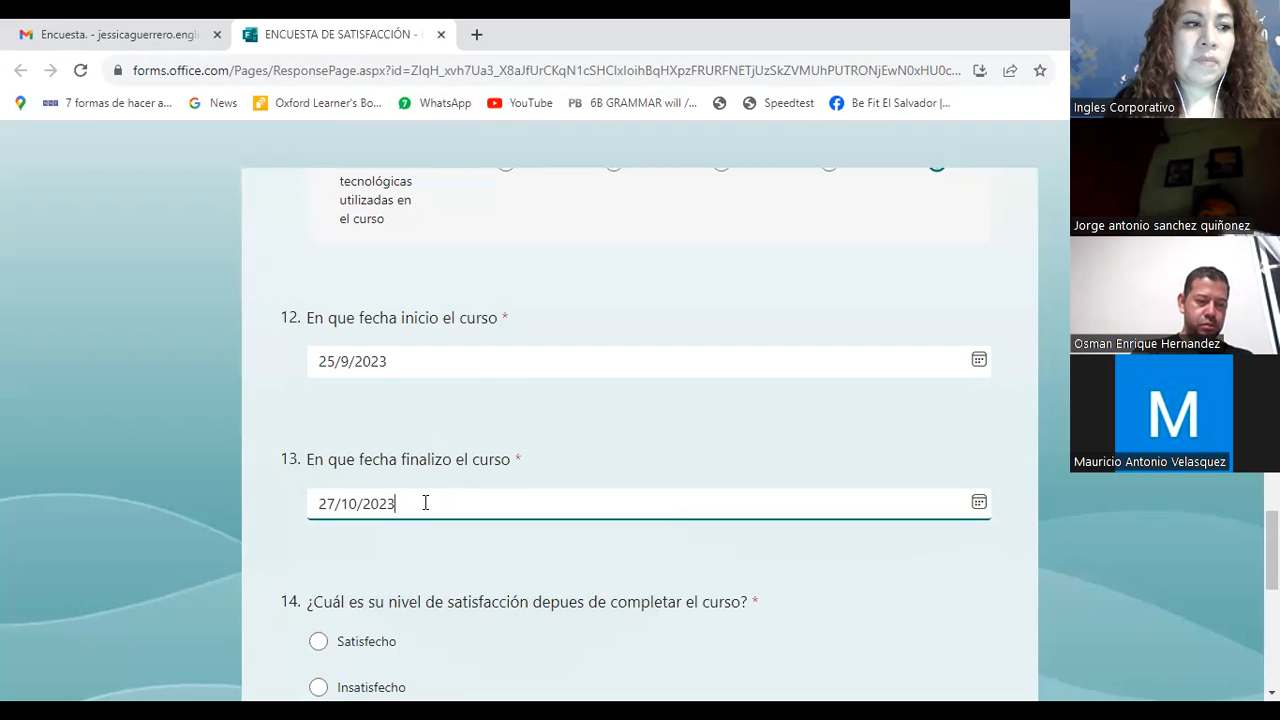 Encuesta. - jessicaguerrero.engl
ENCUESTA DE SATISFACCIÓN -
forms.office.com/Pages/ResponsePage.aspx?id=ZIqH_xvh7Ua3_X8aJfUrCKqN1cSHCIxIoihBqHXpzFRURFNETjUzSkZVMUhPUTRONjEwN0xHU0c...
7 formas de hacer a...
News
Oxford Learner's Bo...
WhatsApp
YouTube
PB 6B GRAMMAR will /...
Speedtest
Be Fit El Salvador |...
Ingles Corporativo
tecnológicas
utilizadas en
el curso
Jorge antonio sanchez quiñonez
12. En que fecha inicio el curso *
25/9/2023
Osman Enrique Hernandez
M
Mauricio Antonio Velasquez
13. En que fecha finalizo el curso *
27/10/2023
14. ¿Cuál es su nivel de satisfacción depues de completar el curso? *
Satisfecho
Insatisfecho